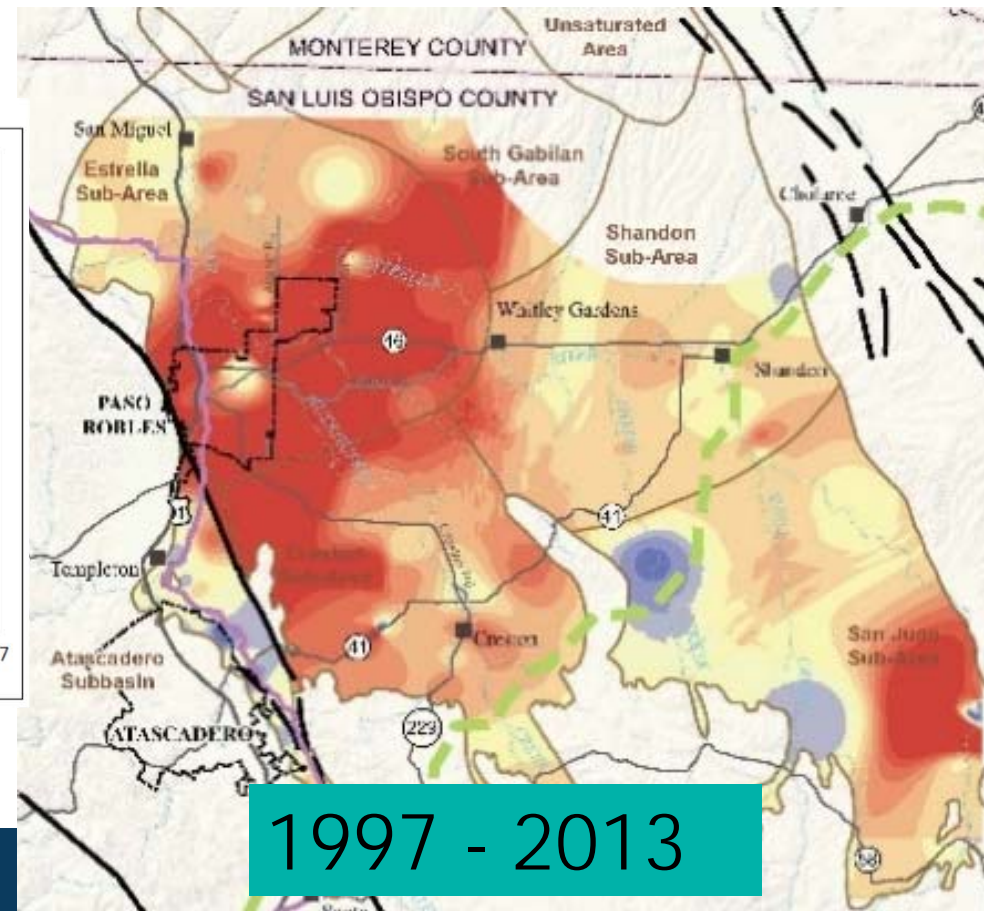 Unsaturated
Area
MONTEREY COUNTY
SAN LUIS OBISPO COUNTY
San Miguel
Estrella
Sub-Area
South Gabilan
Sub-Area
Cholame
Shandon
Sub-Area
Whitley Gardens
46
Shandon
PASO
ROBLES
41
Templeton
Creston
41
San Juan
Sub-Area
Atascadero
Subbasin
ATASCADERO
229
7
58
1997 - 2013